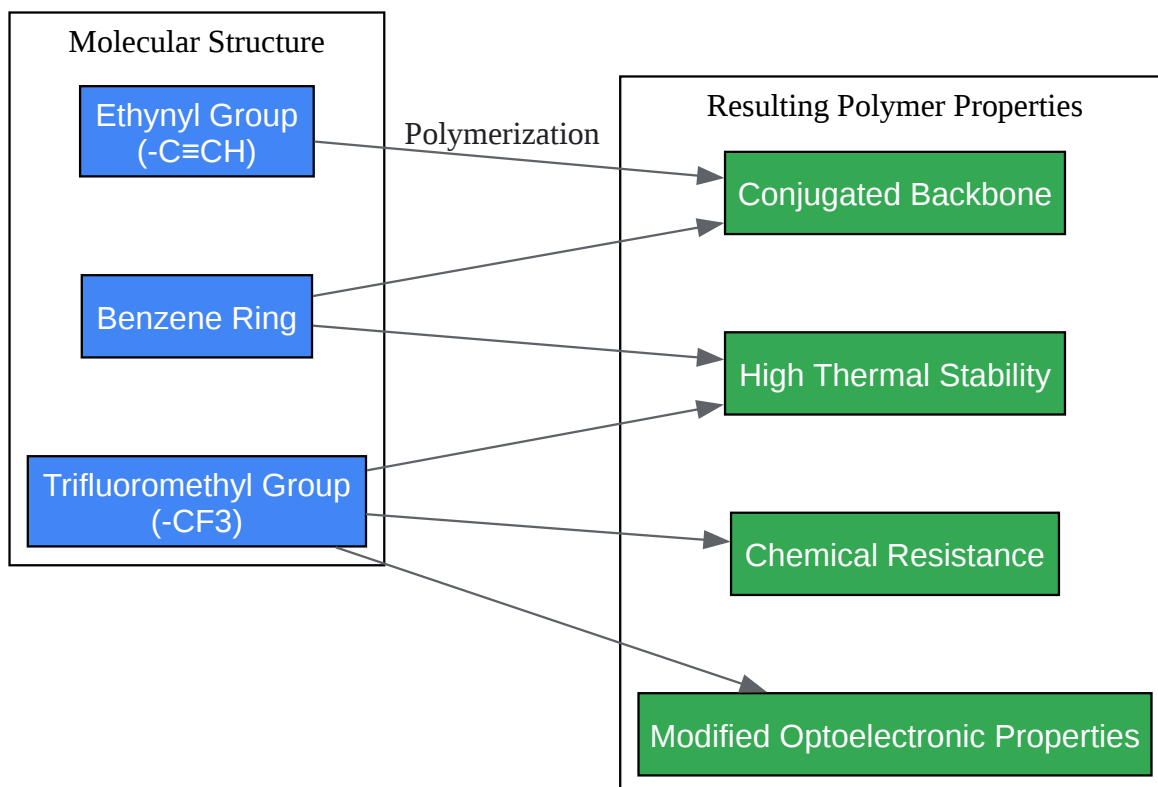 Molecular Structure
Ethynyl Group
(-C≡CH)
Benzene Ring
Trifluoromethyl Group
(-CF3)
Polymerization
Resulting Polymer Properties
Conjugated Backbone
High Thermal Stability
Chemical Resistance
Modified Optoelectronic Properties